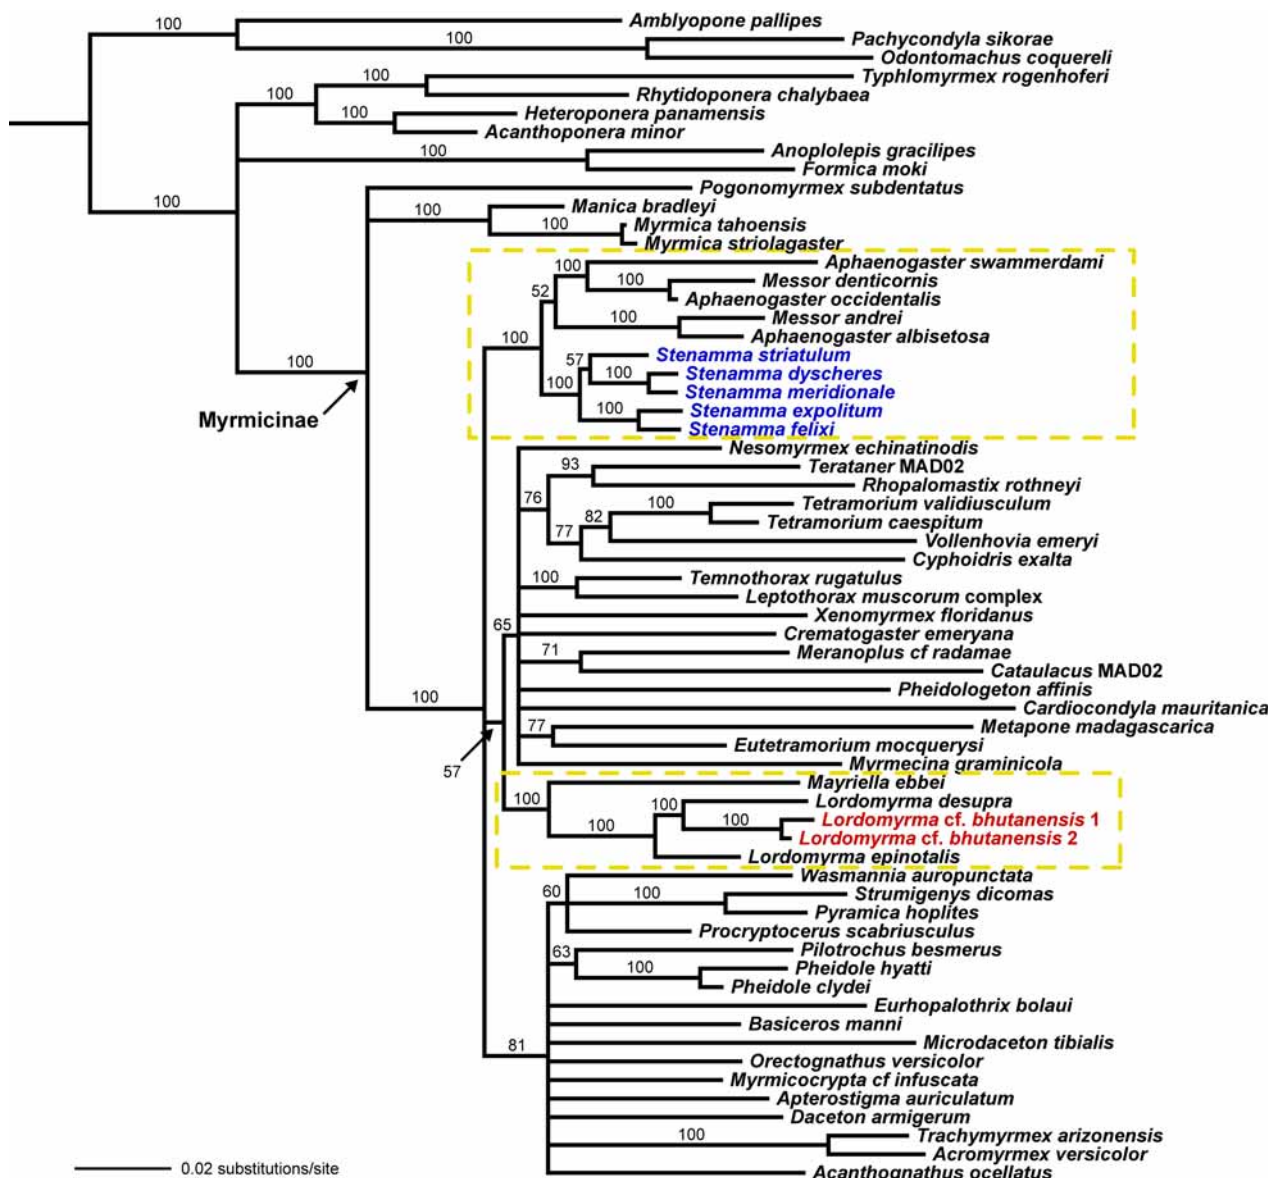 100
Amblyopone pallipes
100
Pachycondyla sikorae
Odontomachus coquereli
100
100
Typhlomyrmex rogenhoferi
Rhytidoponera chalybaea
100
Heteroponera panamensis
Acanthoponera minor
100
Anoplolepis gracilipes
Formica moki
100
Pogonomyrmex subdentatus
100
Manica bradleyi
100
Myrmica tahoensis
Myrmica striolagaster
100
Aphaenogaster swammerdami
52
100
Messor denticornis
Aphaenogaster occidentalis
100
Messor andrei
Aphaenogaster albisetosa
100
57
Stenamma striatulum
100
100
Stenamma dyscheres
Stenamma meridionale
100
Stenamma expolitum
Stenamma felixi
100
Myrmicinae
Nesomyrmex echinatinodis
93
Terataner MAD02
Rhopalomastix rothneyi
76
100
Tetramorium validiusculum
82
Tetramorium caespitum
77
Vollenhovia emeryi
Cyphoidris exalta
100
Temnothorax rugatulus
Leptothorax muscorum complex
Xenomyrmex floridanus
65
Crematogaster emeryana
71
Meranoplus cf radamae
Cataulacus MAD02
100
Pheidologeton affinis
Cardiocondyla mauritanica
77
Metapone madagascarica
Eutetramorium mocquerysi
57
Myrmecina graminicola
100
Mayriella ebbei
100
Lordomyrma desupra
100
100
Lordomyrma cf. bhutanensis 1
Lordomyrma cf. bhutanensis 2
Lordomyrma epinotalis
60
Wasmannia auropunctata
100
Strumigenys dicomas
Pyramica hoplites
Procryptocerus scabriusculus
63
Pilotrochus besmerus
100
Pheidole hyatti
Pheidole clydei
Eurhopalothrix bolaui
Basiceros manni
81
Microdaceton tibialis
Orectognathus versicolor
Myrmicocrypta cf infuscata
Apterostigma auriculatum
Daceton armigerum
100
Trachymyrmex arizonensis
Acromyrmex versicolor
Acanthognathus ocellatus
0.02 substitutions/site